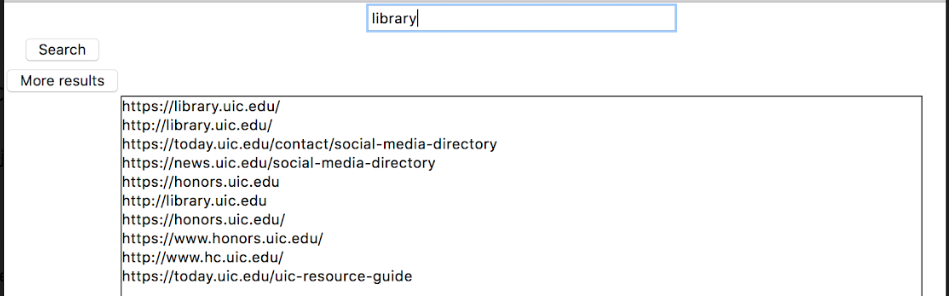 library
Search
More results
https://library.uic.edu/
http://library.uic.edu/
https://today.uic.edu/contact/social-media-directory
https://news.uic.edu/social-media-directory
https://honors.uic.edu
http://library.uic.edu
https://honors.uic.edu/
https://www.honors.uic.edu/
http://www.hc.uic.edu/
https://today.uic.edu/uic-resource-guide